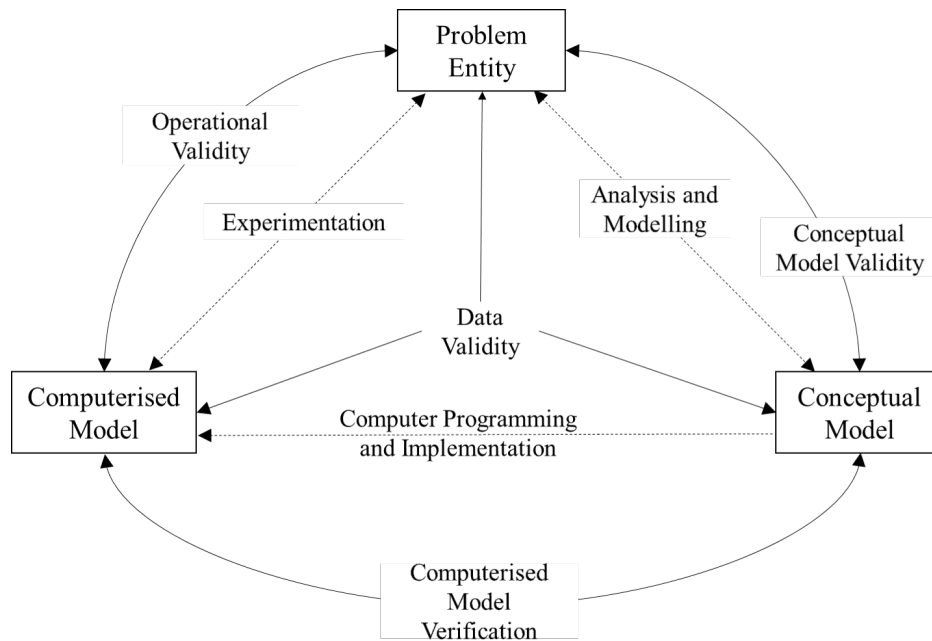 Problem
Entity
Operational
Validity
Experimentation
Analysis and
Modelling
Conceptual
Model Validity
Data
Validity
Computerised
Model
Computer Programming
and Implementation
Conceptual
Model
Computerised
Model
Verification